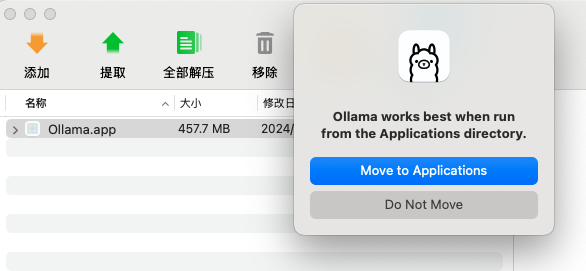 添加
提取
全部解压
移除
名称
大小
修改日
Ollama.app
457.7 MB
2024/
Ollama works best when run
from the Applications directory.
Move to Applications
Do Not Move